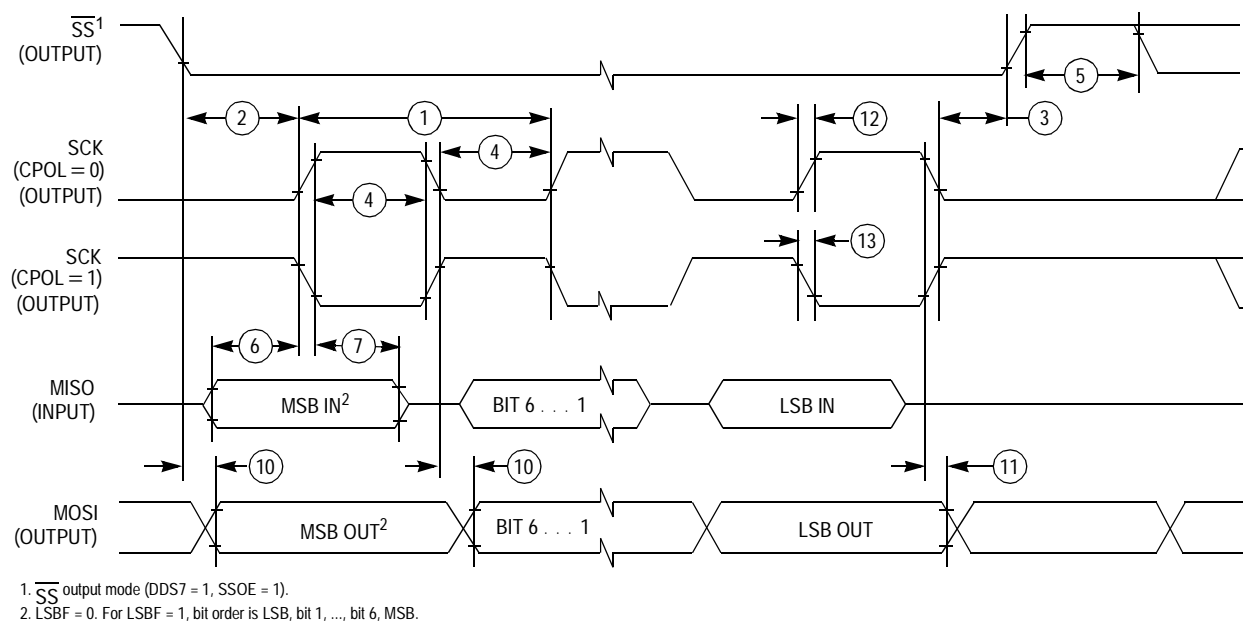 SS1
(OUTPUT)
5
2
1
12
3
SCK
(CPOL = 0)
(OUTPUT)
4
4
SCK
(CPOL = 1)
(OUTPUT)
13
6
7
MISO
(INPUT)
MSB IN2
BIT 6 . . . 1
LSB IN
10
10
11
MOSI
(OUTPUT)
MSB OUT2
BIT 6 . . . 1
LSB OUT
1. SS output mode (DDS7 = 1, SSOE = 1).
2. LSBF = 0. For LSBF = 1, bit order is LSB, bit 1, ..., bit 6, MSB.